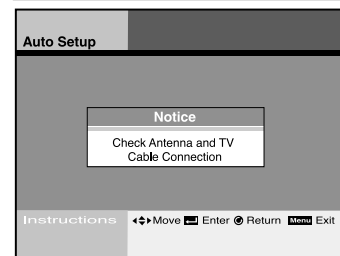 Auto Setup
Notice
Check Antenna and TV
Cable Connection
Instructions Move Enter Return Menu Exit